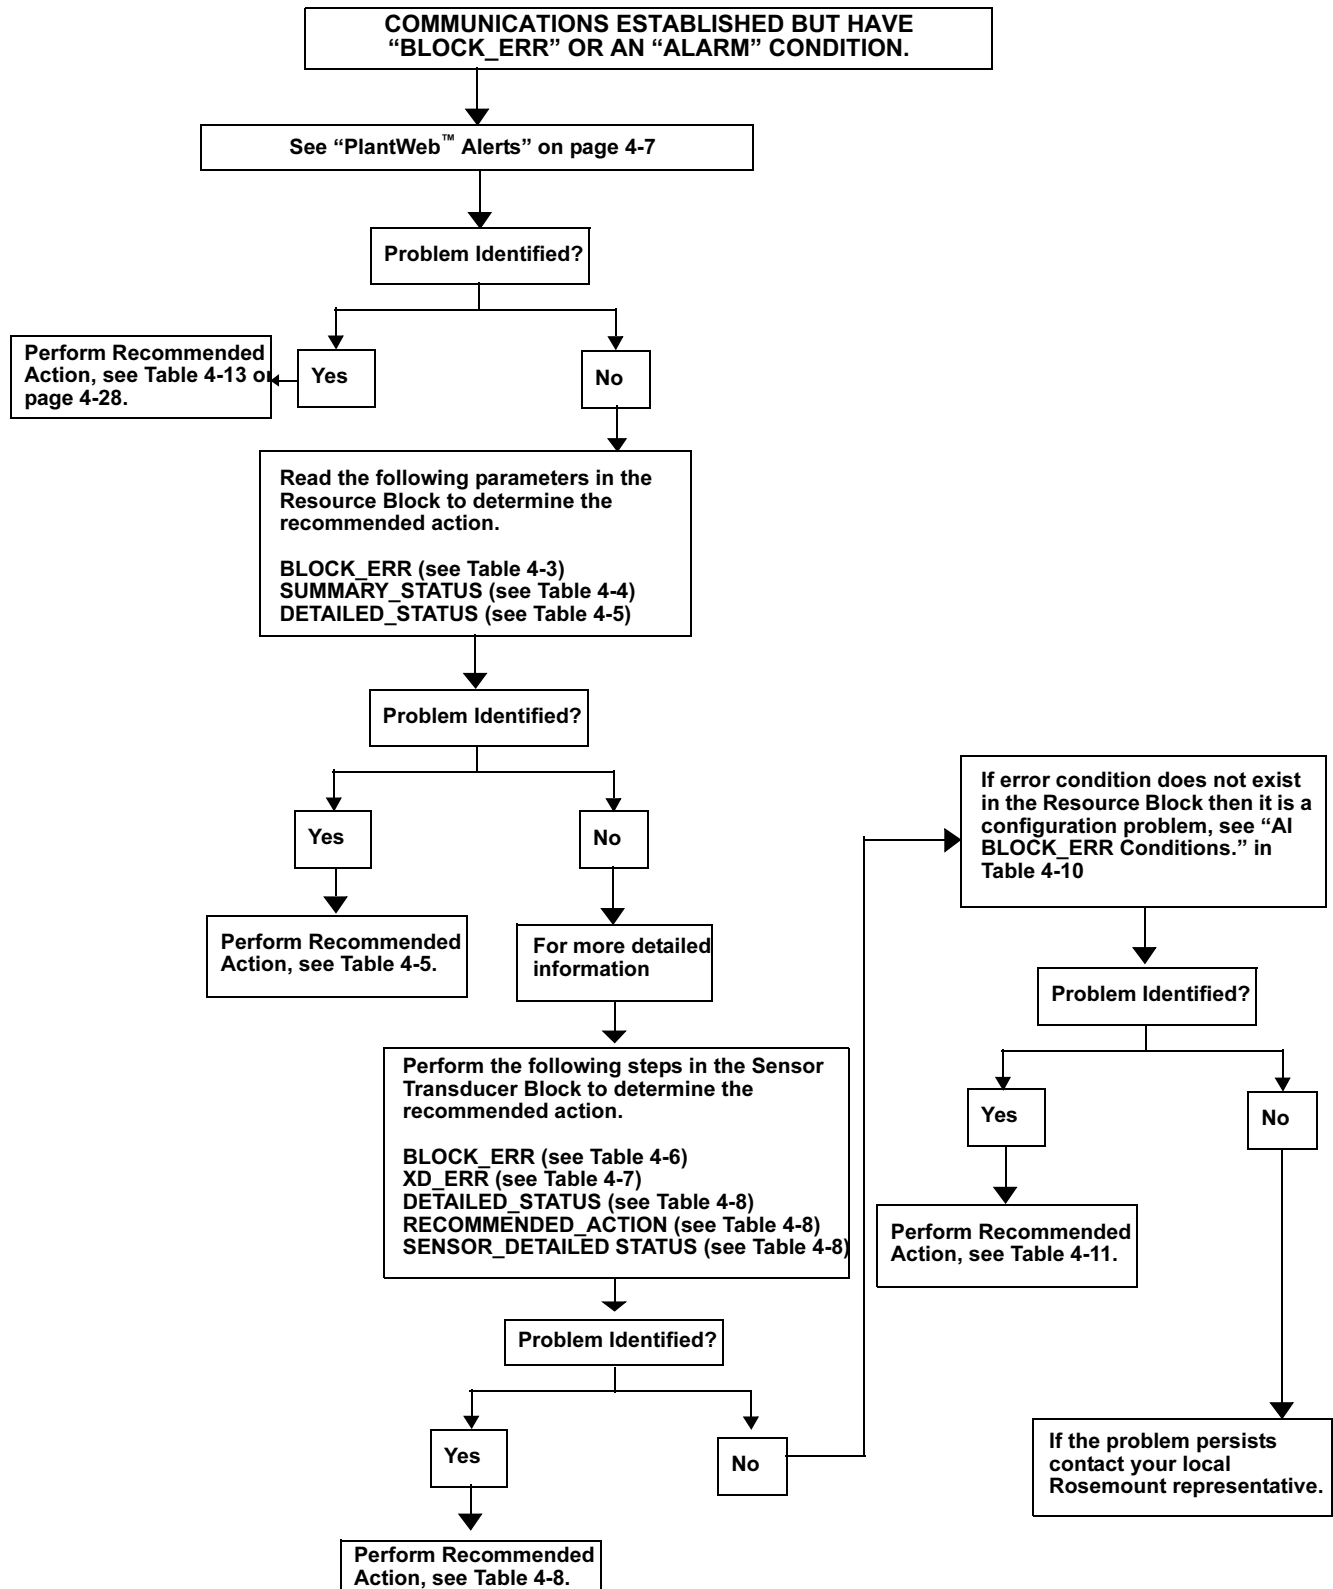 COMMUNICATIONS ESTABLISHED BUT HAVE
“BLOCK_ERR” OR AN “ALARM” CONDITION.
See “PlantWeb™ Alerts” on page 4-7
Problem Identified?
Perform Recommended
Action, see Table 4-13 on
page 4-28.
Yes
No
Read the following parameters in the
Resource Block to determine the
recommended action.
BLOCK_ERR (see Table 4-3)
SUMMARY_STATUS (see Table 4-4)
DETAILED_STATUS (see Table 4-5)
Problem Identified?
Yes
No
Perform Recommended
Action, see Table 4-5.
For more detailed
information
Perform the following steps in the Sensor
Transducer Block to determine the
recommended action.
BLOCK_ERR (see Table 4-6)
XD_ERR (see Table 4-7)
DETAILED_STATUS (see Table 4-8)
RECOMMENDED_ACTION (see Table 4-8)
SENSOR_DETAILED STATUS (see Table 4-8)
Problem Identified?
Yes
No
Perform Recommended
Action, see Table 4-8.
If error condition does not exist
in the Resource Block then it is a
configuration problem, see “AI
BLOCK_ERR Conditions.” in
Table 4-10
Problem Identified?
Yes
No
Perform Recommended
Action, see Table 4-11.
If the problem persists
contact your local
Rosemount representative.